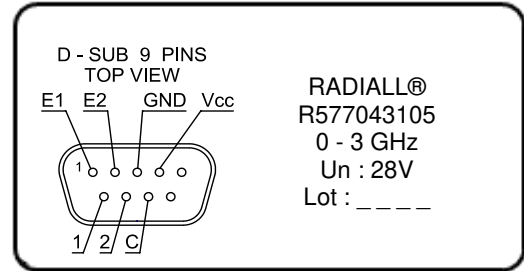 D - SUB 9 PINS
TOP VIEW
E1 E2 GND Vcc
1
1 2 C
RADIALL®
R577043105
0 - 3 GHz
Un : 28V
Lot : _ _ _ _